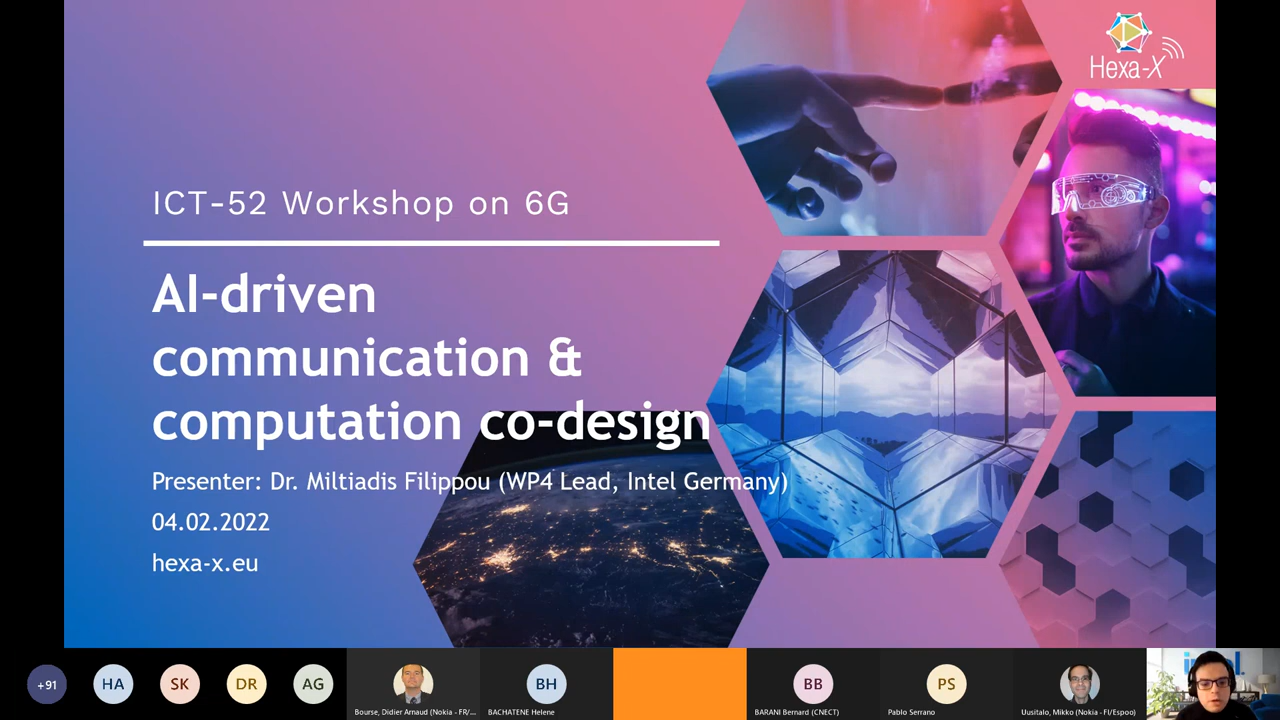 Hexa-X
ICT-52 Workshop on 6G
AI-driven
communication &
computation co-design
Presenter: Dr. Miltiadis Filippou (WP4 Lead, Intel Germany)
04.02.2022
hexa-x.eu
+91
HA
SK
DR
AG
Bourse, Didier Arnaud (Nokia - FR/...
BH
BACHATENE Helene
BB
BARANI Bernard (CNECT)
PS
Pablo Serrano
Uusitalo, Mikko (Nokia - FI/Espoo)